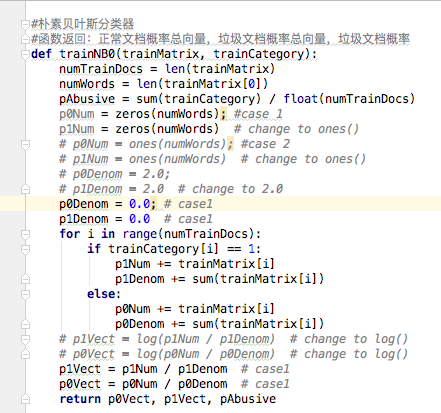 #朴素贝叶斯分类器
#函数返回：正常文档概率总向量，垃圾文档概率总向量，垃圾文档概率
def trainNB0(trainMatrix, trainCategory):
    numTrainDocs = len(trainMatrix)
    numWords = len(trainMatrix[0])
    pAbusive = sum(trainCategory) / float(numTrainDocs)
    p0Num = zeros(numWords); #case 1
    p1Num = zeros(numWords)  # change to ones()
    # p0Num = ones(numWords); #case 2
    # p1Num = ones(numWords)  # change to ones()
    # p0Denom = 2.0;
    # p1Denom = 2.0  # change to 2.0
    p0Denom = 0.0; # case1
    p1Denom = 0.0  # case1
    for i in range(numTrainDocs):
        if trainCategory[i] == 1:
            p1Num += trainMatrix[i]
            p1Denom += sum(trainMatrix[i])
        else:
            p0Num += trainMatrix[i]
            p0Denom += sum(trainMatrix[i])
    # p1Vect = log(p1Num / p1Denom)  # change to log()
    # p0Vect = log(p0Num / p0Denom)  # change to log()
    p1Vect = p1Num / p1Denom  # case1
    p0Vect = p0Num / p0Denom  # case1
    return p0Vect, p1Vect, pAbusive